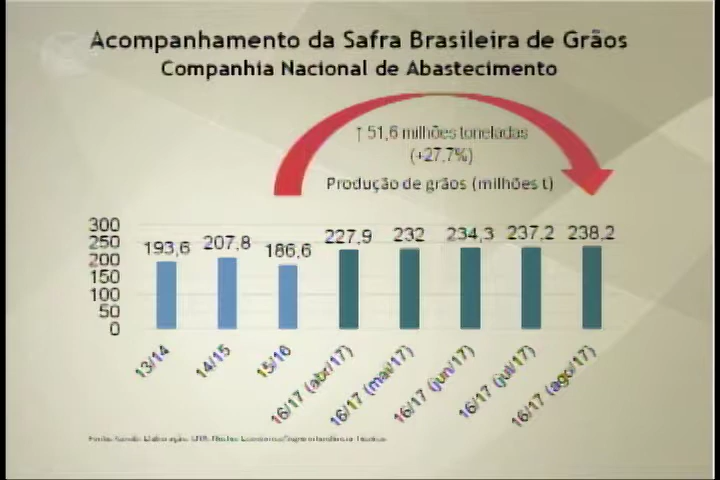 Acompanhamento da Safra Brasileira de Grãos
Companhia Nacional de Abastecimento
↑ 51,6 milhões toneladas
(+27,7%)
Produção de grãos (milhões t)
300
250
200
150
100
50
0
193,6
207,8
186,6
227,9
232
234,3
237,2
238,2
13/14
14/15
15/16
16/17 (abr/17)
16/17 (mai/17)
16/17 (jun/17)
16/17 (jul/17)
16/17 (ago/17)